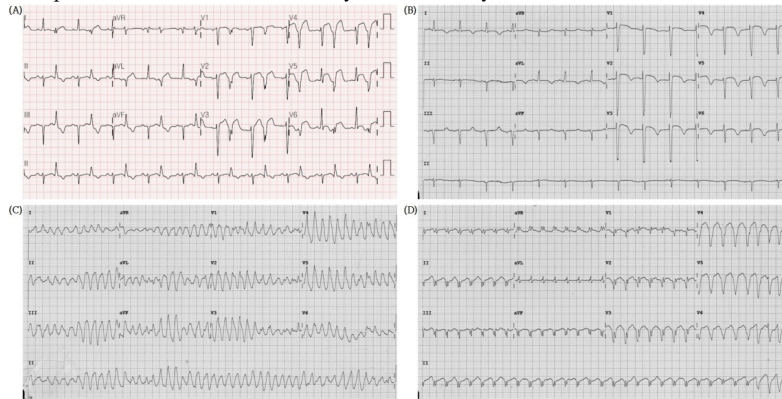 (A)
I aVR V1 V4
II aVL V2 V5
III aVF V3 V6
II
(B)
I aVR V1 V4
II aVL V2 V5
III aVF V3 V6
II
(C)
I aVR V1 V4
II aVL V2 V5
III aVF V3 V6
II
(D)
I aVR V1 V4
II aVL V2 V5
III aVF V3 V6
II